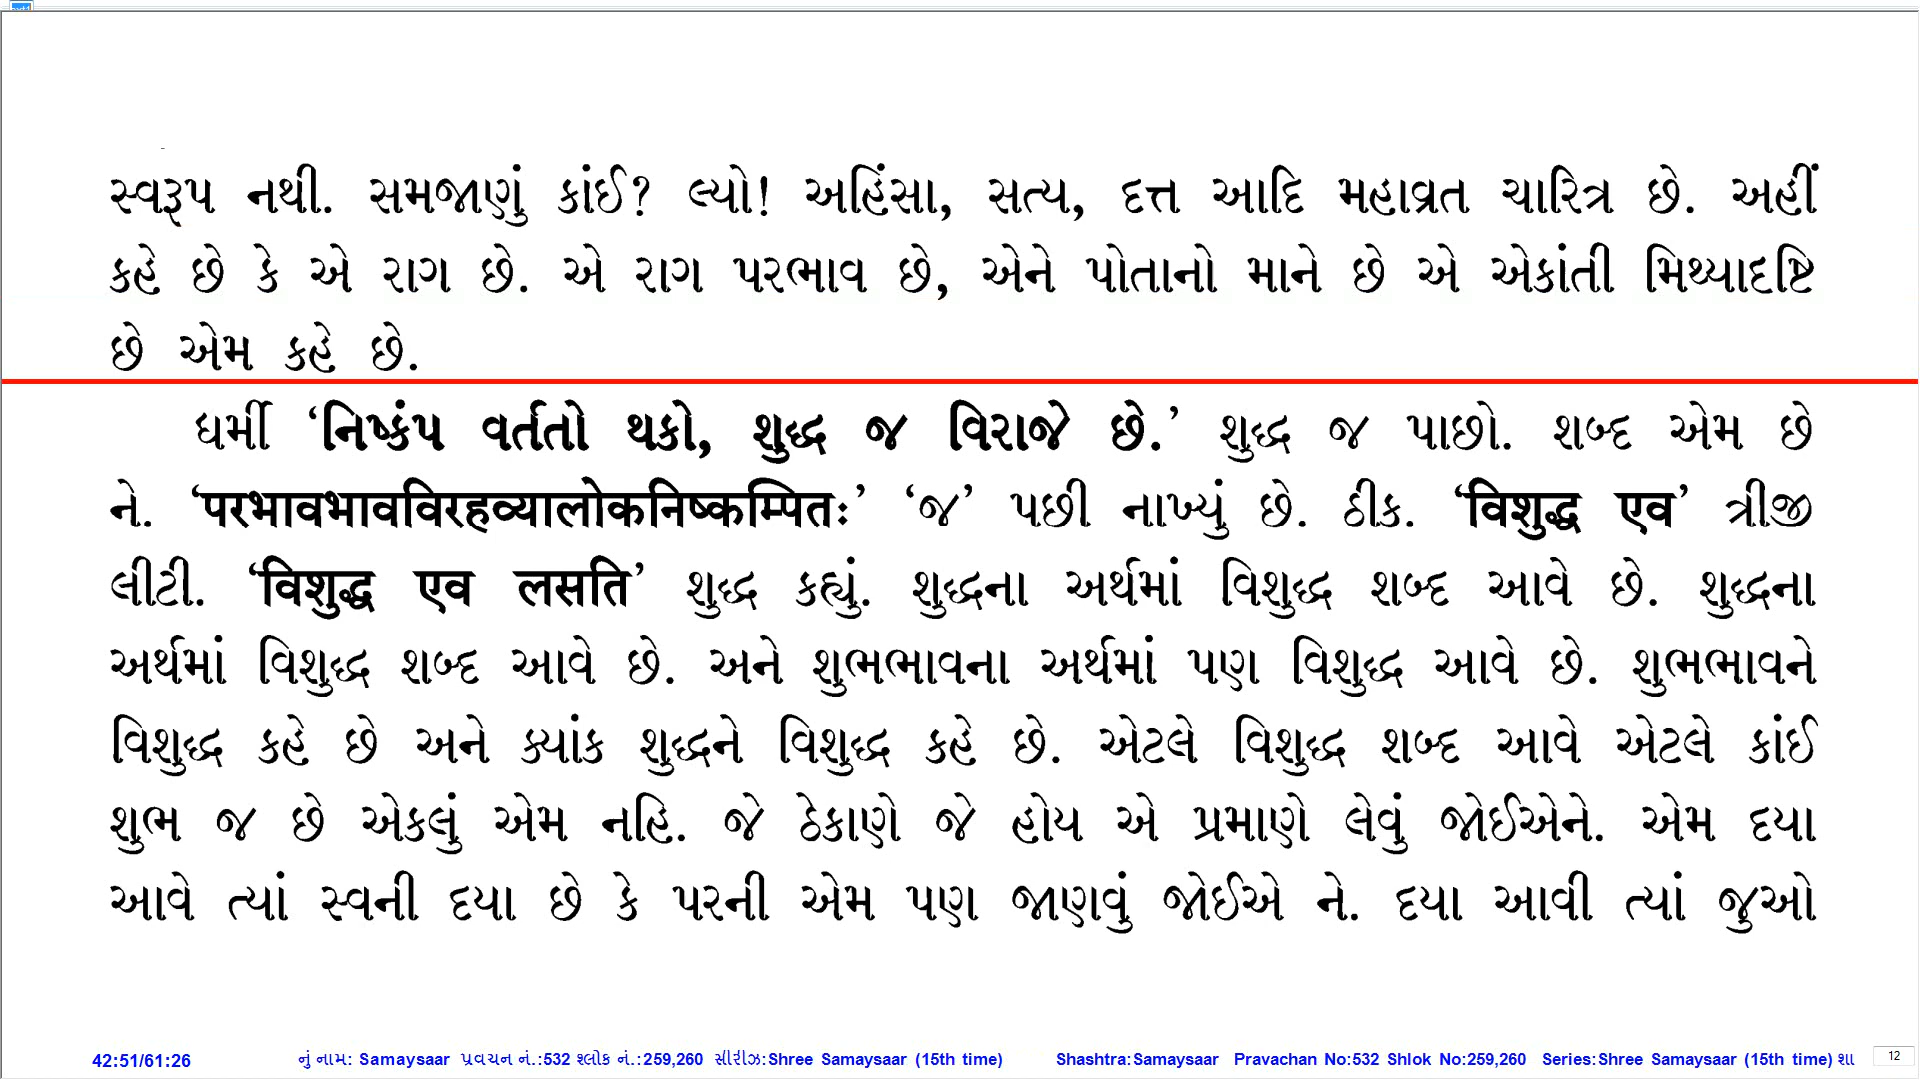 સ્વરૂપ નથી. સમજાણું કાંઈ? લ્યો! અહિંસા, સત્ય, દત્ત આદિ મહાવ્રત ચારિત્ર છે. અહીં
કહે છે કે એ રાગ છે. એ રાગ પરભાવ છે, એને પોતાનો માને છે એ એકાંતી મિથ્યાદષ્ટિ
છે એમ કહે છે.
ધર્મી ‘નિષ્કંપ વર્તતો થકો, શુદ્ધ જ વિરાજે છે.’ શુદ્ધ જ પાછો. શબ્દ એમ છે
ને. ‘परभावभावविरहव्यालोकनिष्कम्पितः’ ‘જ’ પછી નાખ્યું છે. ઠીક. ‘विशुद्ध एव’ ત્રીજી
લીટી. ‘विशुद्ध एव लसति’ શુદ્ધ કહ્યું. શુદ્ધના અર્થમાં વિશુદ્ધ શબ્દ આવે છે. શુદ્ધના
અર્થમાં વિશુદ્ધ શબ્દ આવે છે. અને શુભભાવના અર્થમાં પણ વિશુદ્ધ આવે છે. શુભભાવને
વિશુદ્ધ કહે છે અને ક્યાંક શુદ્ધને વિશુદ્ધ કહે છે. એટલે વિશુદ્ધ શબ્દ આવે એટલે કાંઈ
શુભ જ છે એકલું એમ નહિ. જે ઠેકાણે જે હોય એ પ્રમાણે લેવું જોઈએને. એમ દયા
આવે ત્યાં સ્વની દયા છે કે પરની એમ પણ જાણવું જોઈએ ને. દયા આવી ત્યાં જુઓ
42:51/61:26 નું નામ: Samaysaar પ્રવચન નં.:532 શ્લોક નં.:259,260 સીરીઝ:Shree Samaysaar (15th time) Shashtra:Samaysaar Pravachan No:532 Shlok No:259,260 Series:Shree Samaysaar (15th time) શા 12